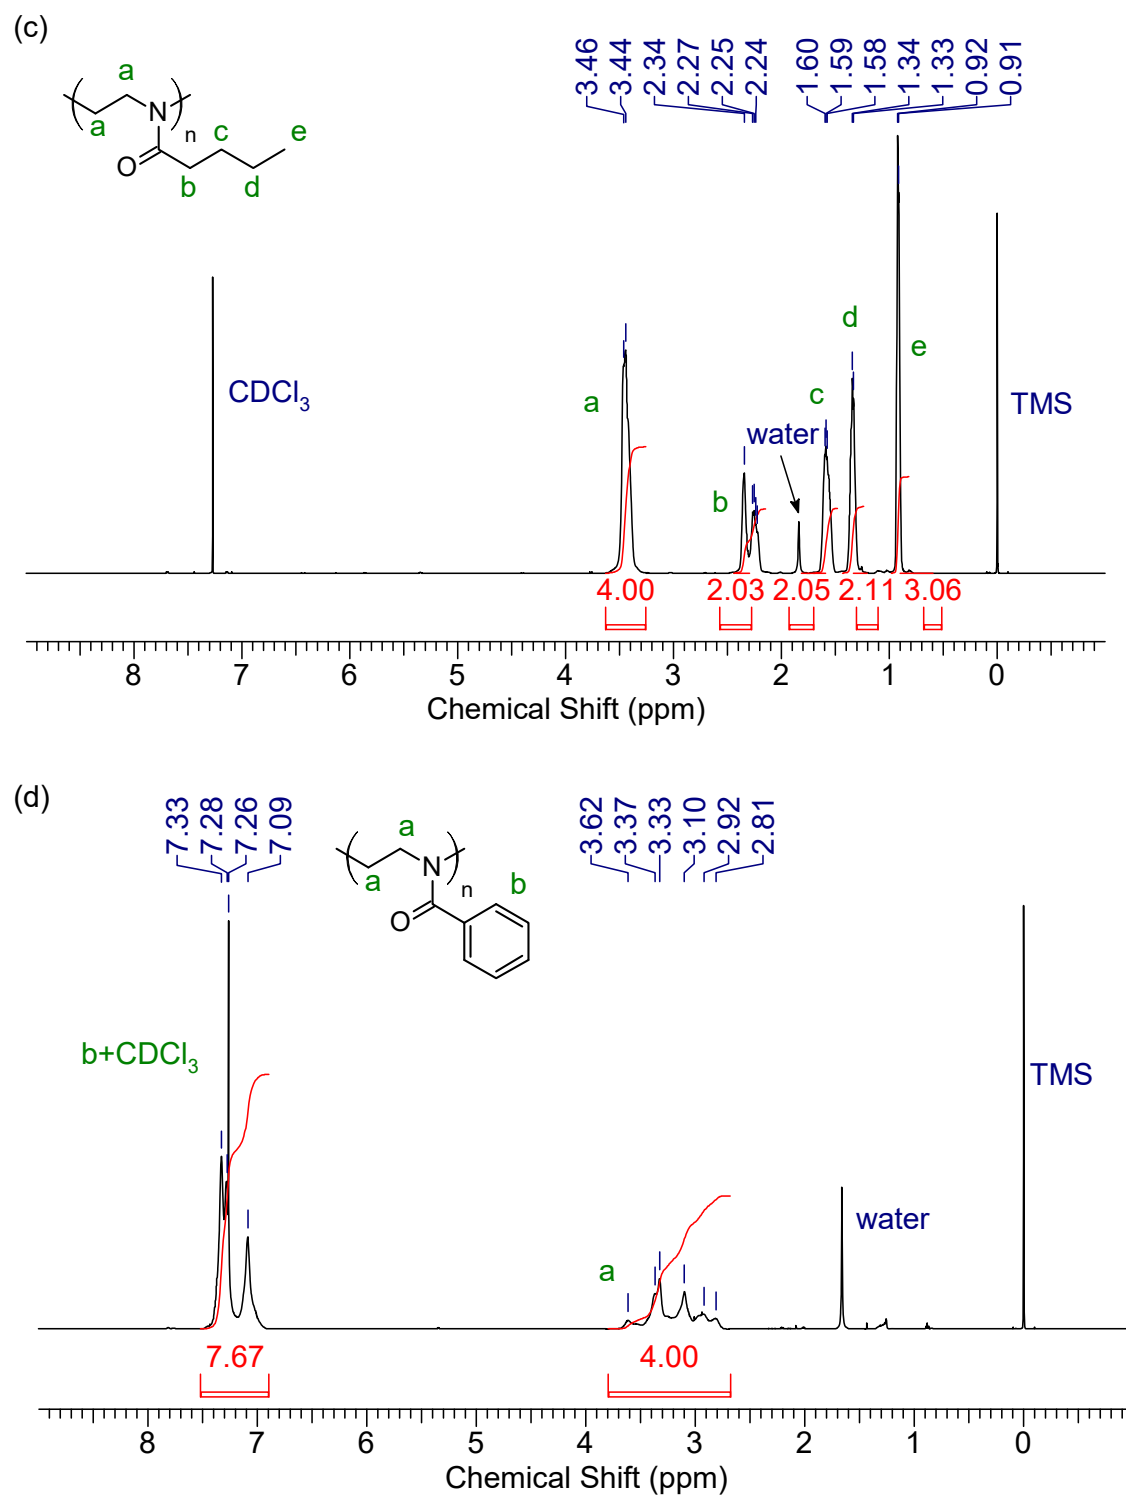 (c)
3.46 3.44 2.34 2.27 2.25 2.24 1.60 1.59 1.58 1.34 1.33 0.92 0.91
a
N
a
n
c
e
O
b
d
d
e
CDCl3
a
c
TMS
water
b
4.00 2.03 2.05 2.11 3.06
8 7 6 5 4 3 2 1 0
Chemical Shift (ppm)
(d)
7.33 7.28 7.26 7.09 3.62 3.37 3.33 3.10 2.92 2.81
a
N
a
n
b
O
b+CDCl3
TMS
water
a
7.67 4.00
8 7 6 5 4 3 2 1 0
Chemical Shift (ppm)